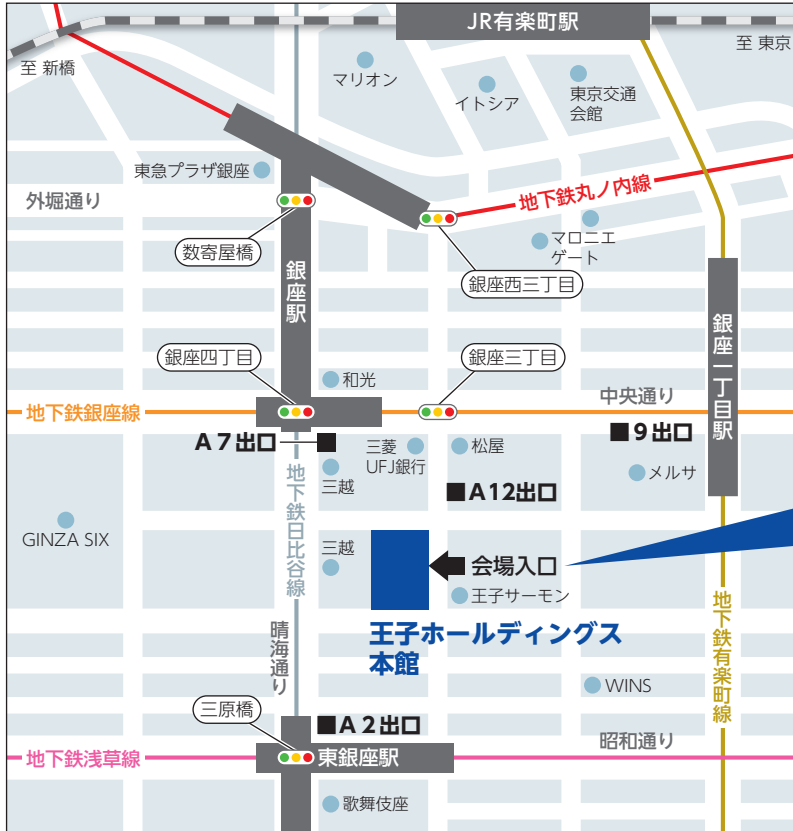 JR有楽町駅
至 東京
至 新橋
マリオン
イトシア
東京交通
会館
東急プラザ銀座
外堀通り
地下鉄丸ノ内線
数寄屋橋
マロニエ
ゲート
銀座西三丁目
銀座駅
銀座一丁目駅
銀座四丁目
和光
銀座三丁目
中央通り
地下鉄銀座線
A7出口
三菱
UFJ銀行
松屋
■9出口
三越
メルサ
■A12出口
地下鉄日比谷線
GINZA SIX
三越
会場入口
王子サーモン
王子ホールディングス
本館
晴海通り
地下鉄有楽町線
WINS
三原橋
■A2出口
昭和通り
地下鉄浅草線
東銀座駅
歌舞伎座